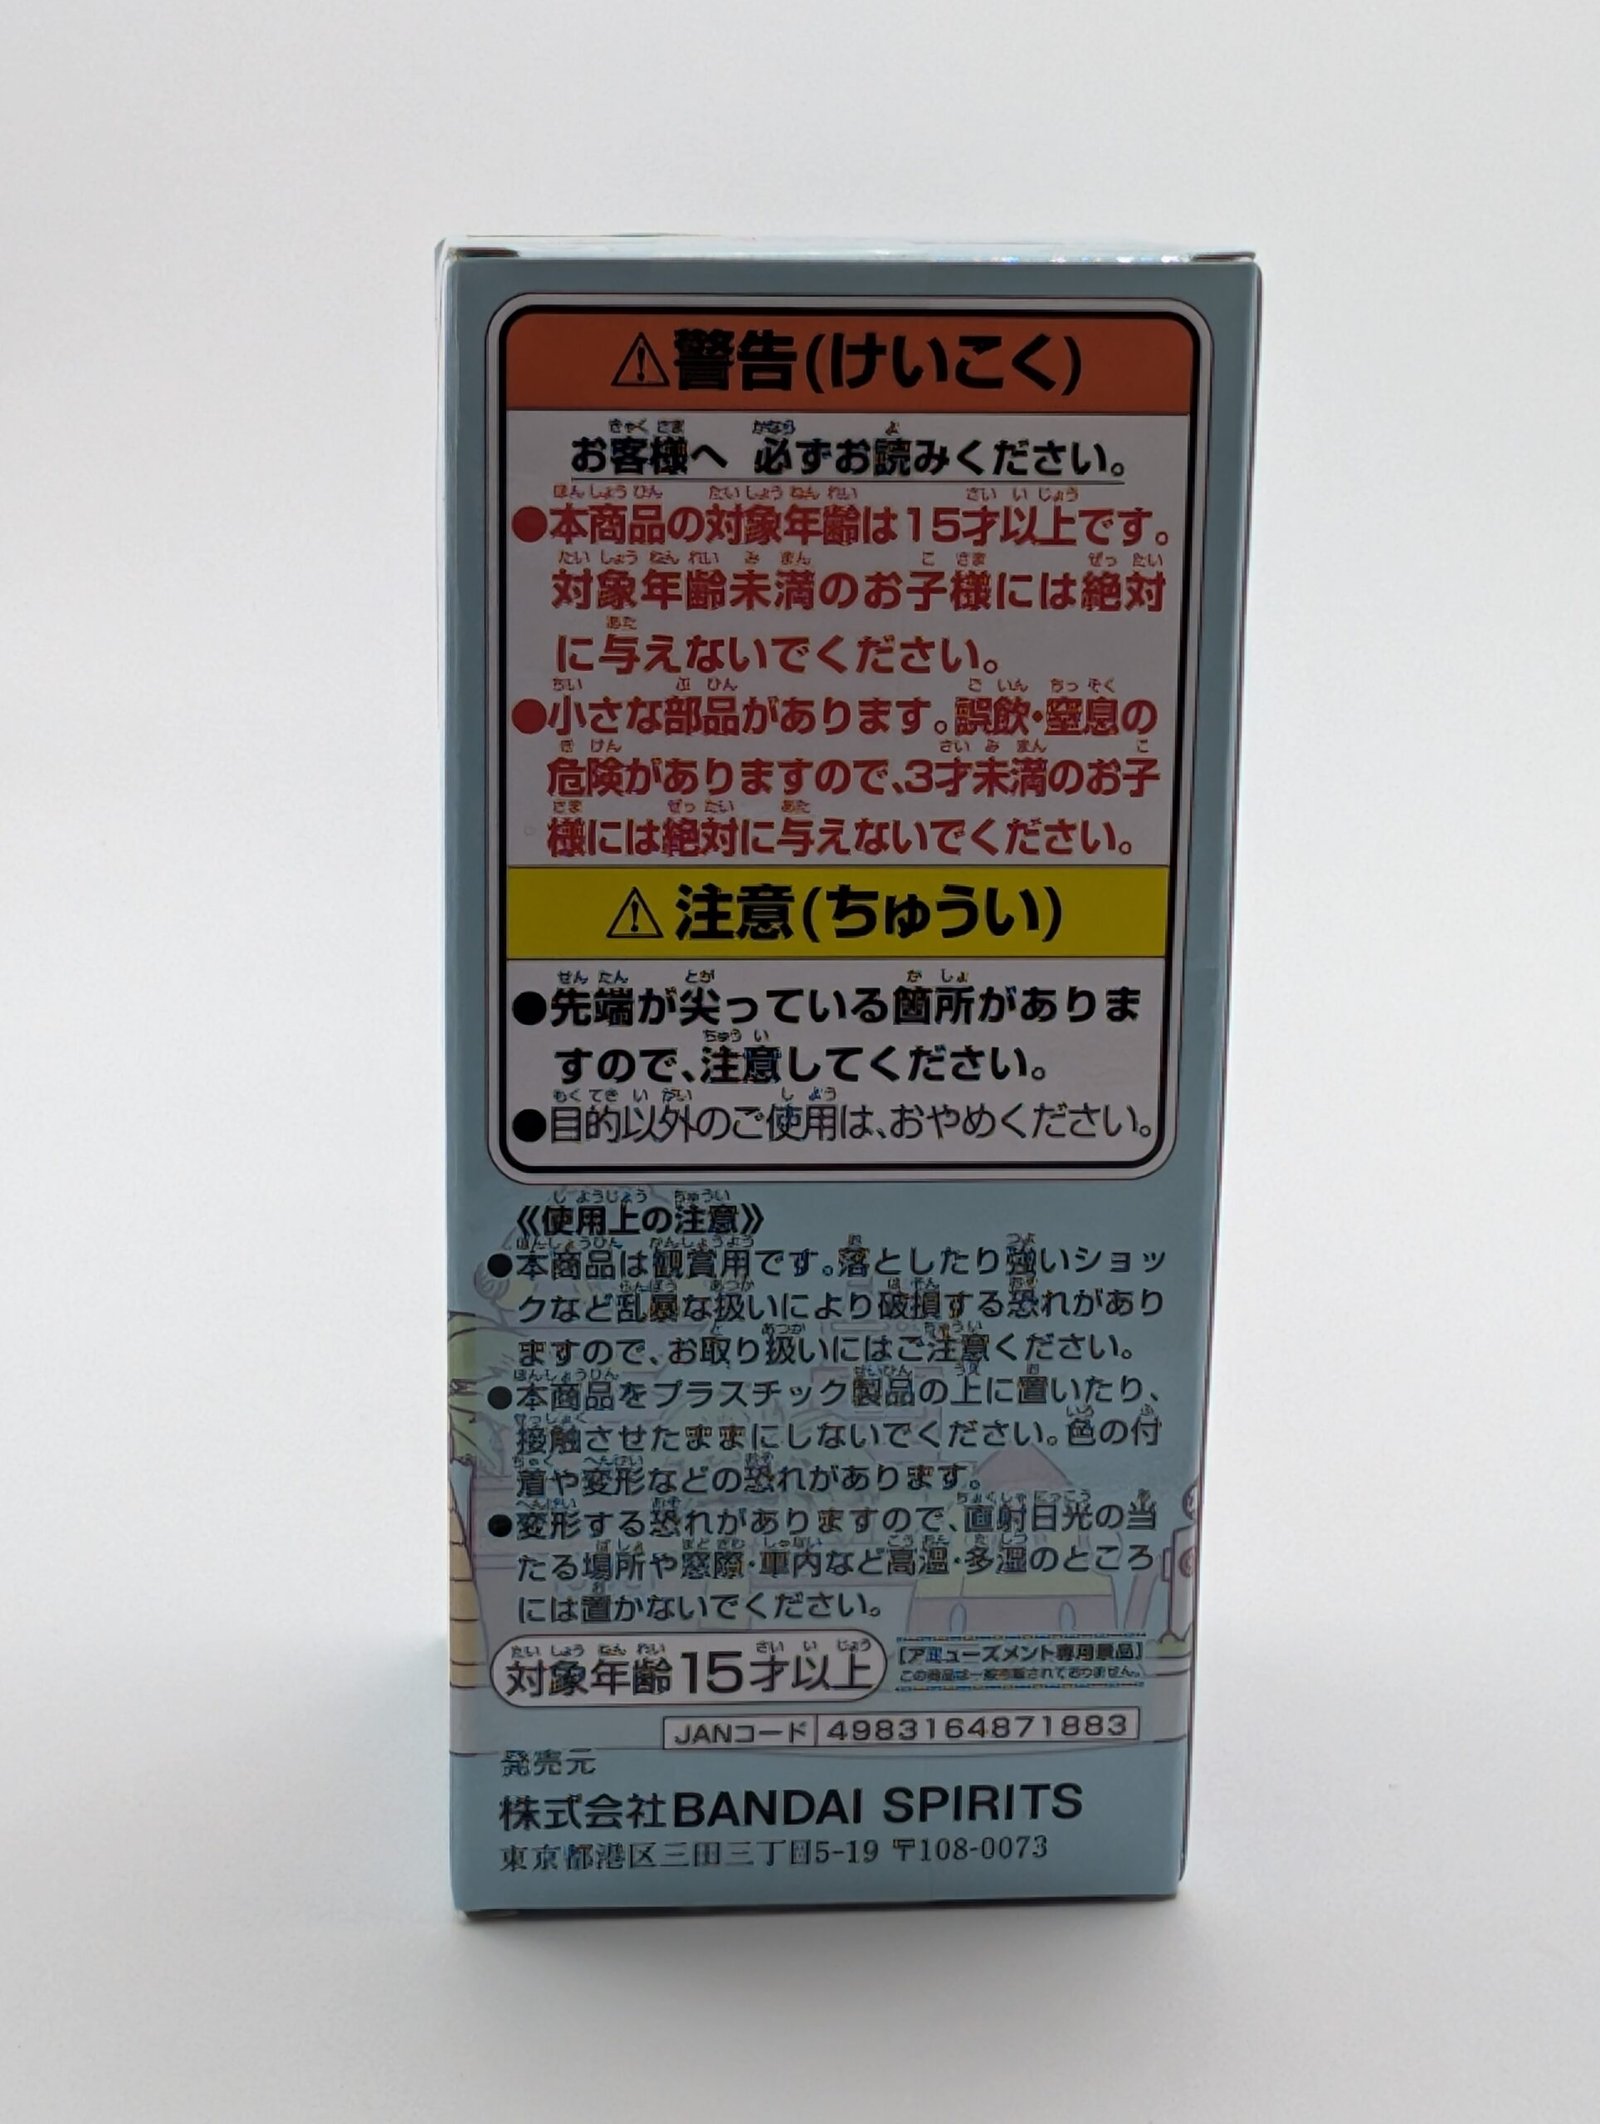 ⚠警告(けいこく)
お客様へ 必ずお読みください。
●本商品の対象年齢は15才以上です。
対象年齢未満のお子様には絶対
に与えないでください。
●小さな部品があります。誤飲・窒息の
危険がありますので、3才未満のお子
様には絶対に与えないでください。
⚠注意(ちゅうい)
●先端が尖っている箇所がありま
すので、注意してください。
●目的以外のご使用は、おやめください。
《使用上の注意》
●本商品は観賞用です。落としたり強いショッ
クなど乱暴な扱いにより破損する恐れがあり
ますので、お取り扱いにはご注意ください。
●本商品をプラスチック製品の上に置いたり、
接触させたままにしないでください。色の付
着や変形などの恐れがあります。
●変形する恐れがありますので、直射日光の当
たる場所や窓際・車内など高温・多湿のところ
には置かないでください。
対象年齢15才以上
[アミューズメント専用景品]
この商品は一般市販されておりません。
JANコード 4983164871883
発売元
株式会社BANDAI SPIRITS
東京都港区三田三丁目5-19 〒108-0073